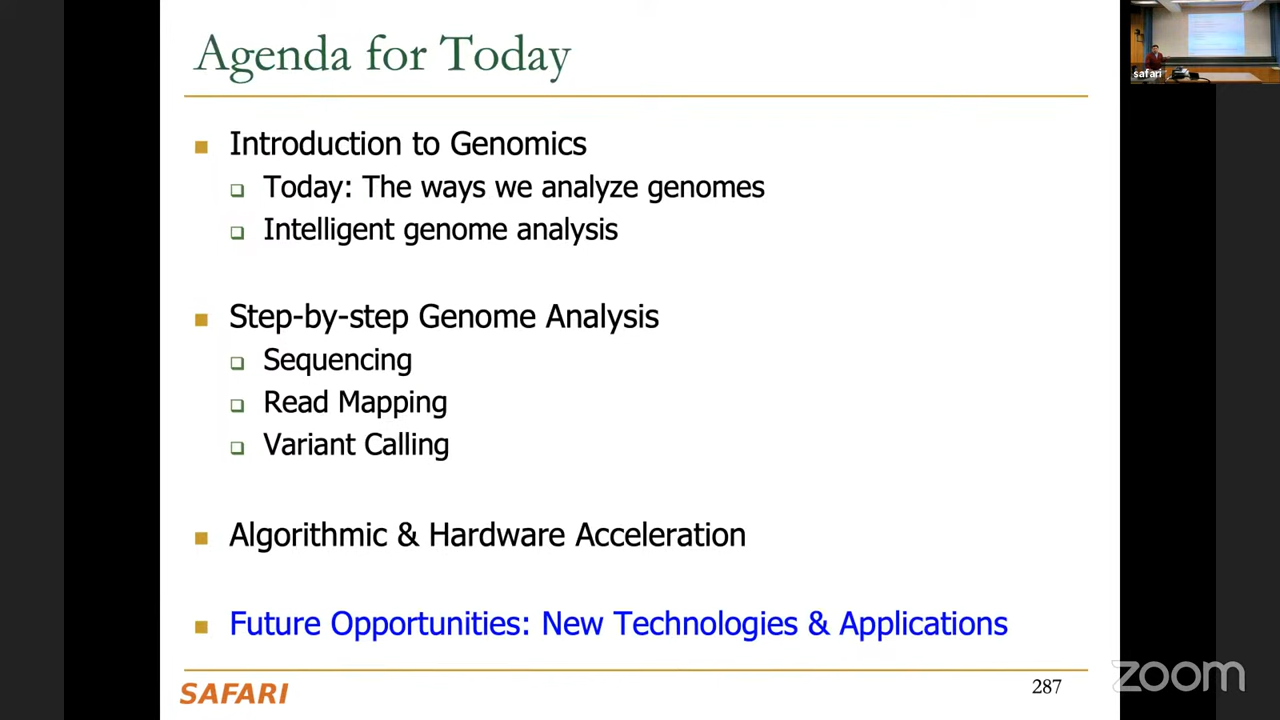 Agenda for Today
safari
Introduction to Genomics
Today: The ways we analyze genomes
Intelligent genome analysis
Step-by-step Genome Analysis
Sequencing
Read Mapping
Variant Calling
Algorithmic & Hardware Acceleration
Future Opportunities: New Technologies & Applications
SAFARI
287
zoom